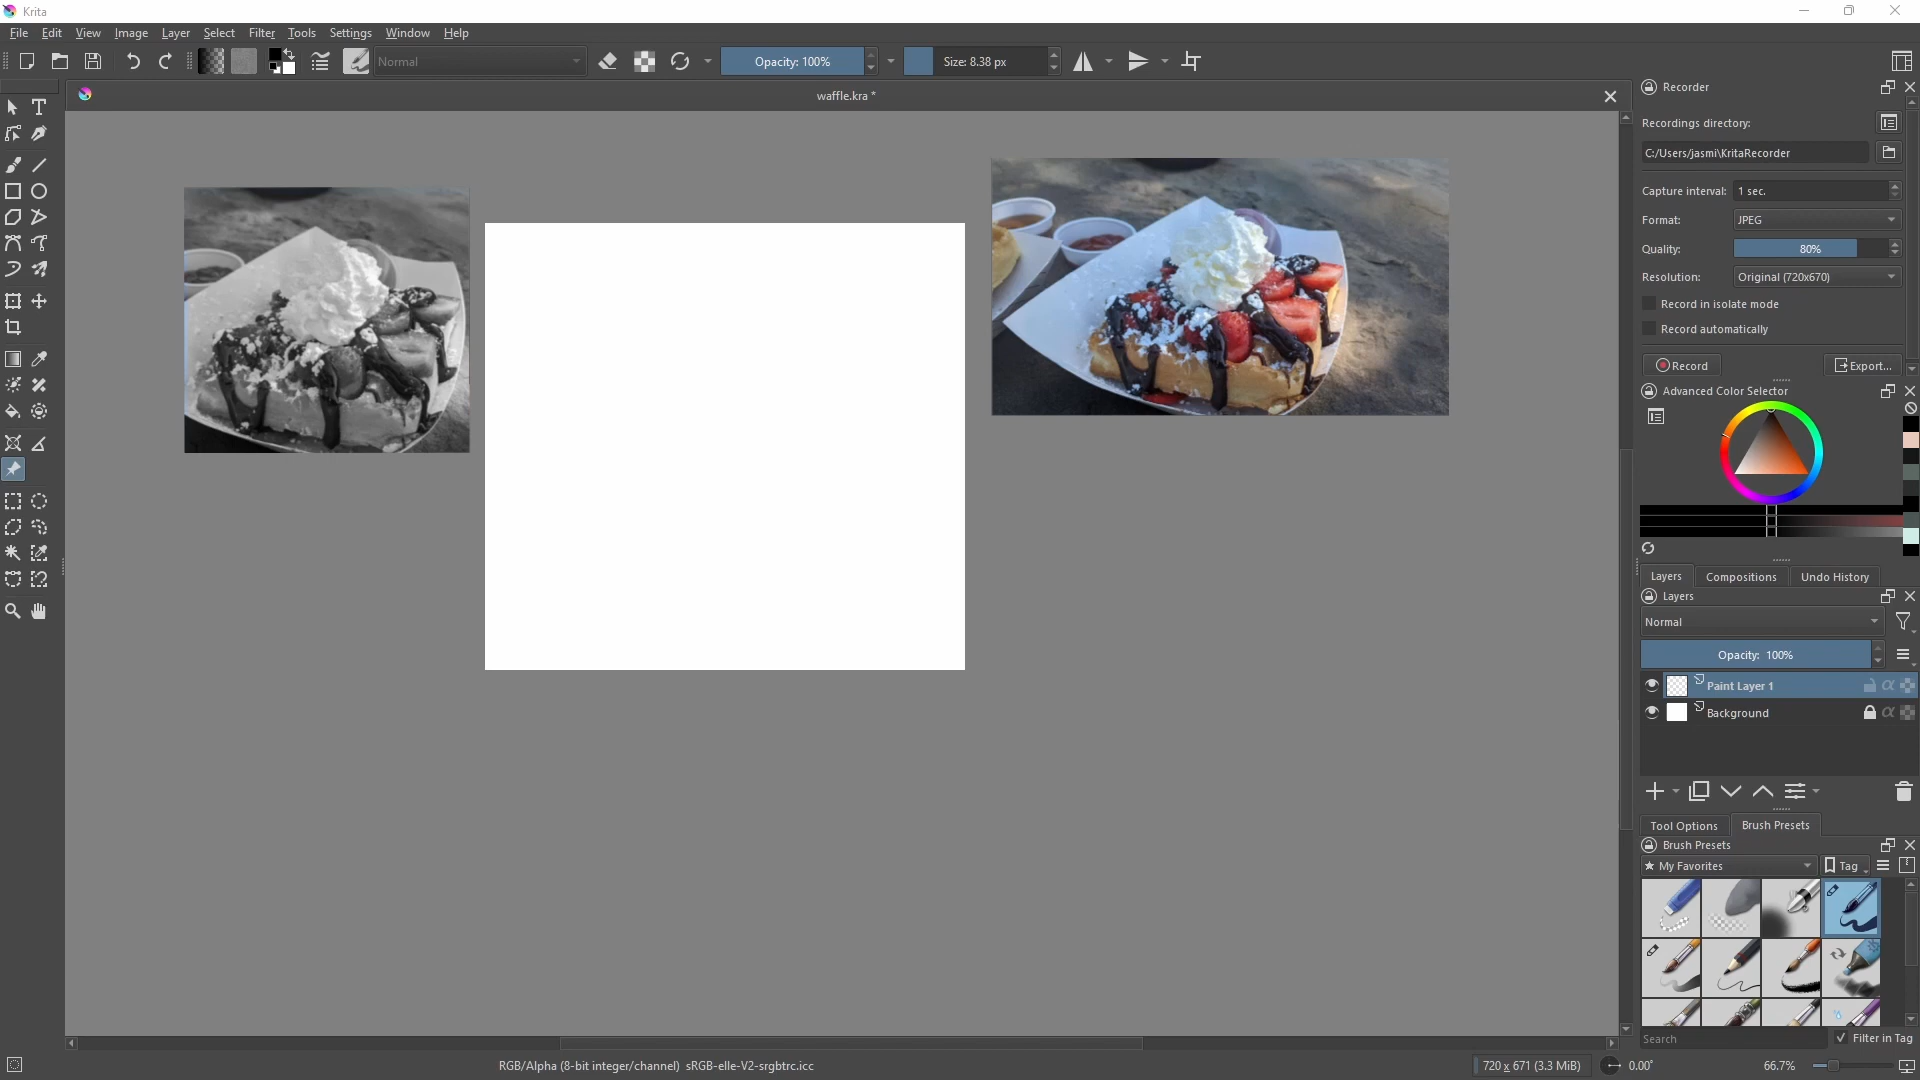 Krita
File Edit View Image Layer Select Filter Tools Settings Window Help
Normal
Opacity: 100%
Size: 8.38 px
waffle.kra *
Recorder
Recordings directory:
C:/Users/jasmi\KritaRecorder
Capture interval: 1 sec.
Format: JPEG
Quality: 80%
Resolution: Original (720x670)
Record in isolate mode
Record automatically
Record Export...
Advanced Color Selector
Layers Compositions Undo History
Layers
Normal
Opacity: 100%
Paint Layer 1
Background
Tool Options Brush Presets
Brush Presets
★ My Favorites Tag
Search Filter in Tag
RGB/Alpha (8-bit integer/channel) sRGB-elle-V2-srgbtrc.icc
720 x 671 (3.3 MiB)
0.00°
66.7%